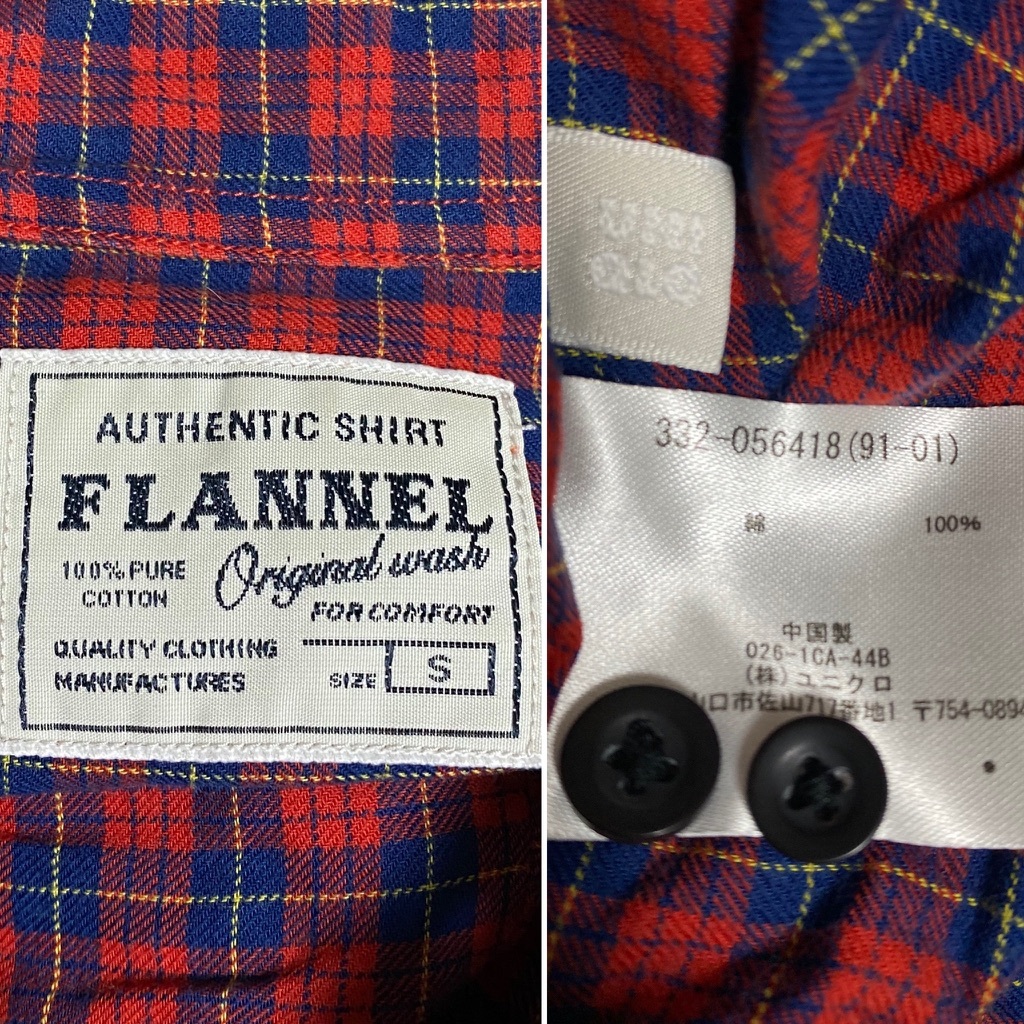 AUTHENTIC SHIRT
FLANNEL
Original wash
100% PURE
COTTON
FOR COMFORT
QUALITY CLOTHING
MANUFACTURES
SIZE S
332-056418(91-01)
綿 100%
中国製
026-1CA-44B
(株)ユニクロ
山口市佐山717番地1 〒754-0894